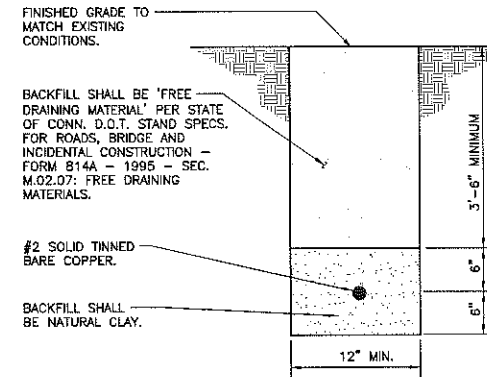 FINISHED GRADE TO
MATCH EXISTING
CONDITIONS.
BACKFILL SHALL BE 'FREE
DRAINING MATERIAL' PER STATE
OF CONN. D.O.T. STAND SPECS.
FOR ROADS, BRIDGE AND
INCIDENTAL CONSTRUCTION –
FORM 814A – 1995 – SEC.
M.02.07: FREE DRAINING
MATERIALS.
#2 SOLID TINNED
BARE COPPER.
BACKFILL SHALL
BE NATURAL CLAY.
3'-6" MINIMUM
6"
6"
12" MIN.